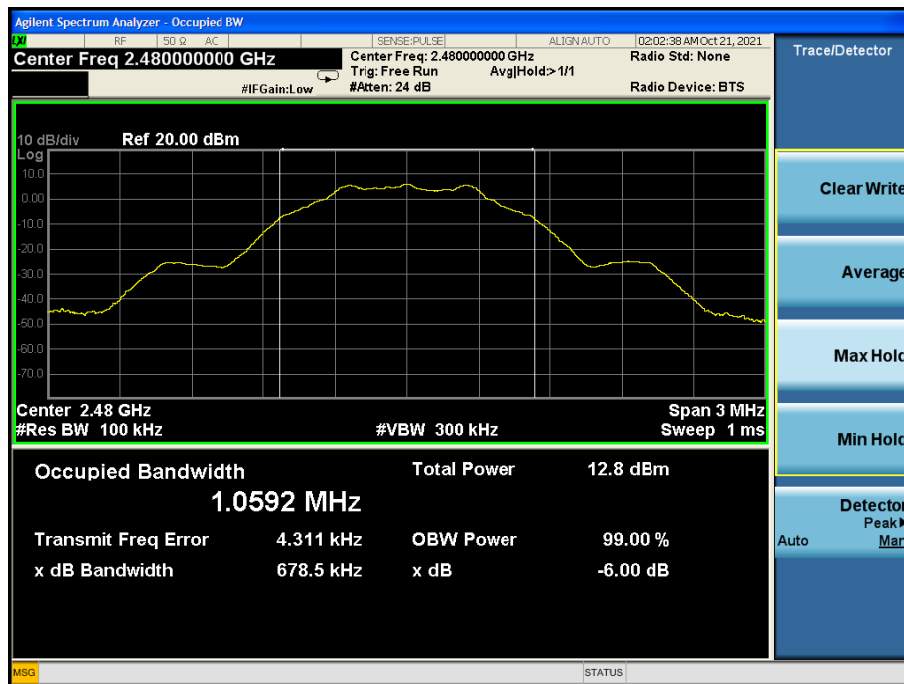 Agilent Spectrum Analyzer - Occupied BW
LXI RF 50 Ω AC SENSE:PULSE ALIGN AUTO 02:02:38 AM Oct 21, 2021
Center Freq 2.480000000 GHz
Center Freq: 2.480000000 GHz
Radio Std: None
Trig: Free Run Avg|Hold:>1/1
#IFGain:Low
#Atten: 24 dB
Radio Device: BTS
10 dB/div Ref 20.00 dBm
Log
10.0
0.00
-10.0
-20.0
-30.0
-40.0
-50.0
-60.0
-70.0
Center 2.48 GHz Span 3 MHz
#Res BW 100 kHz #VBW 300 kHz Sweep 1 ms
Occupied Bandwidth Total Power 12.8 dBm
1.0592 MHz
Transmit Freq Error 4.311 kHz OBW Power 99.00 %
x dB Bandwidth 678.5 kHz x dB -6.00 dB
MSG STATUS
Trace/Detector
Clear Write
Average
Max Hold
Min Hold
Detector
Peak
Auto Man